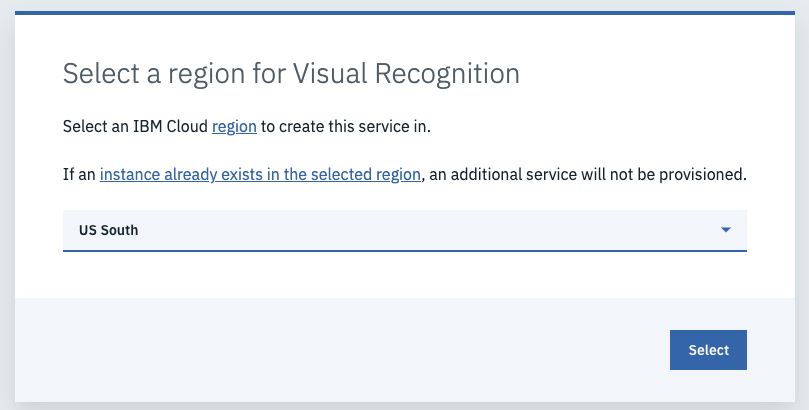 Select a region for Visual Recognition
Select an IBM Cloud region to create this service in.
If an instance already exists in the selected region, an additional service will not be provisioned.
US South
Select